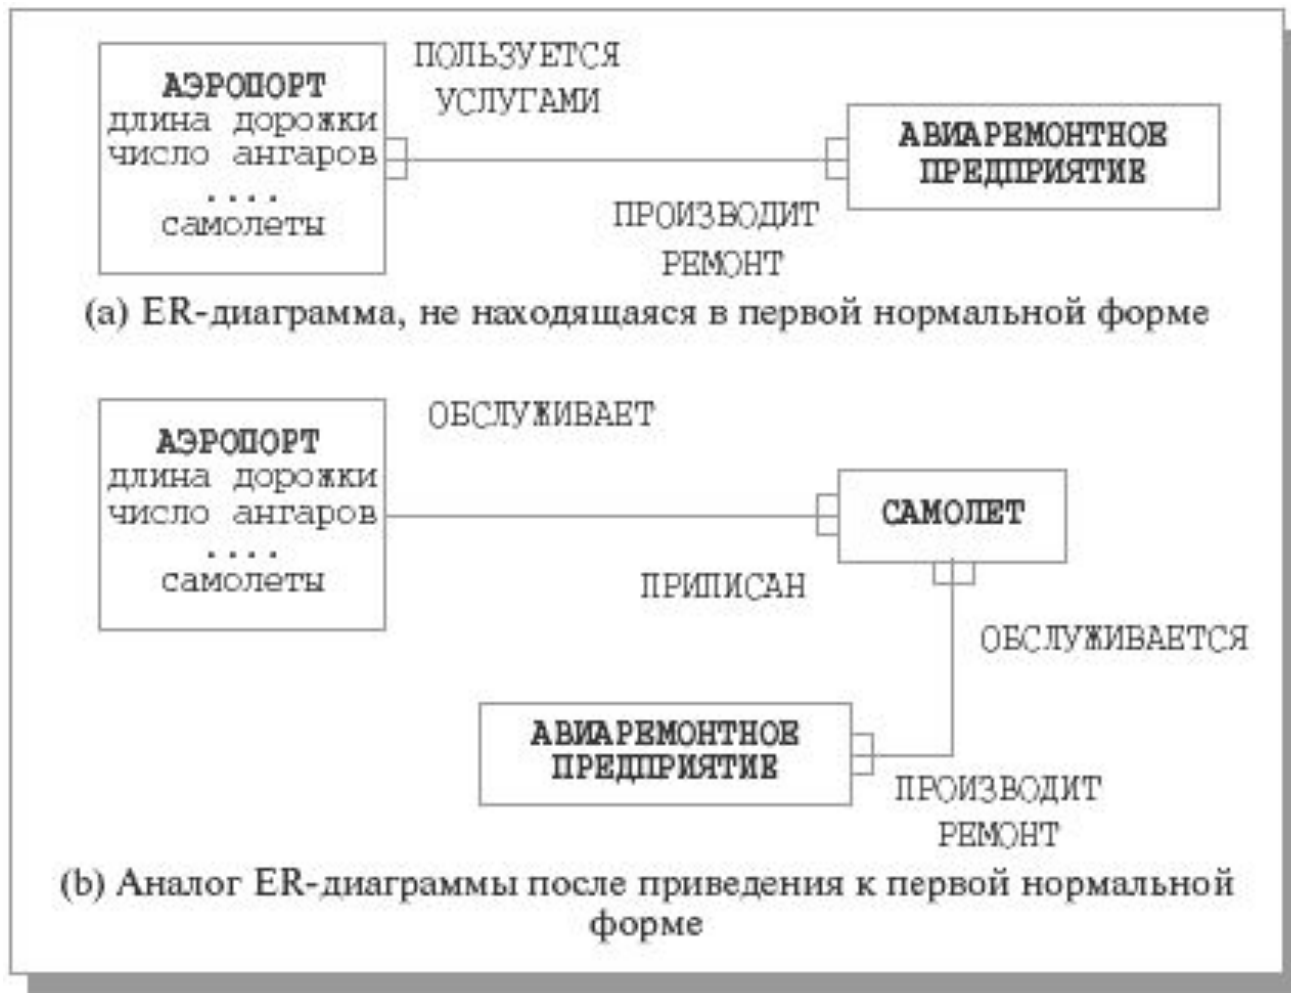 АЭРОПОРТ
длина дорожки
число ангаров
....
самолеты
ПОЛЬЗУЕТСЯ
УСЛУГАМИ
АВИАРЕМОНТНОЕ
ПРЕДПРИЯТИЕ
ПРОИЗВОДИТ
РЕМОНТ
(a) ER-диаграмма, не находящаяся в первой нормальной форме
АЭРОПОРТ
длина дорожки
число ангаров
....
самолеты
ОБСЛУЖИВАЕТ
САМОЛЕТ
ПРИПИСАН
ОБСЛУЖИВАЕТСЯ
АВИАРЕМОНТНОЕ
ПРЕДПРИЯТИЕ
ПРОИЗВОДИТ
РЕМОНТ
(b) Аналог ER-диаграммы после приведения к первой нормальной
форме